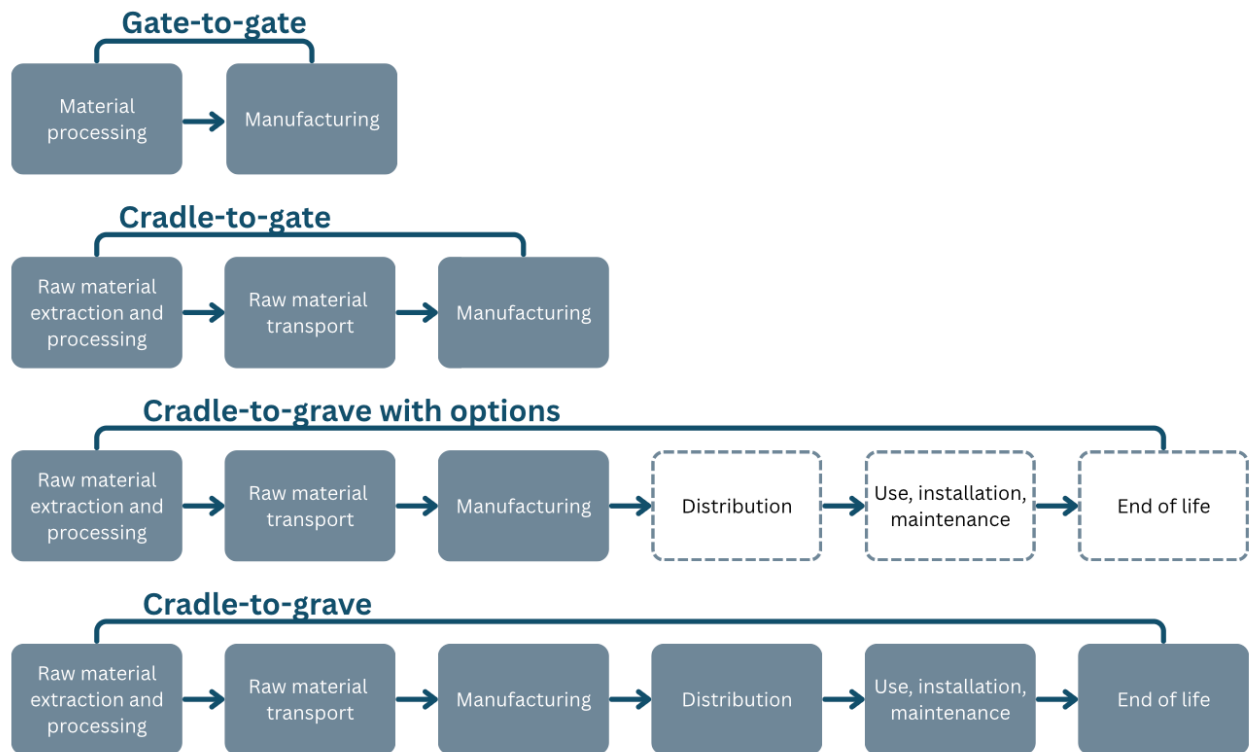 Gate-to-gate
Material
processing
Manufacturing
Cradle-to-gate
Raw material
extraction and
processing
Raw material
transport
Manufacturing
Cradle-to-grave with options
Raw material
extraction and
processing
Raw material
transport
Manufacturing
Distribution
Use, installation,
maintenance
End of life
Cradle-to-grave
Raw material
extraction and
processing
Raw material
transport
Manufacturing
Distribution
Use, installation,
maintenance
End of life